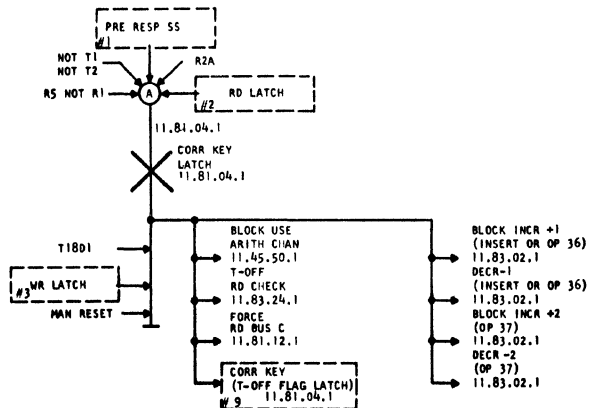 PRE RESP SS
#1
NOT T1
NOT T2
R2A
R5 NOT R1
A
RD LATCH
#2
11.81.04.1
CORR KEY
LATCH
11.81.04.1
T18D1
WR LATCH
#3
MAN RESET
BLOCK USE
ARITH CHAN
11.45.50.1
T-OFF
RD CHECK
11.83.24.1
FORCE
RD BUS C
11.81.12.1
CORR KEY
(T-OFF FLAG LATCH)
# 9 11.81.04.1
BLOCK INCR +1
(INSERT OR OP 36)
11.83.02.1
DECR-1
(INSERT OR OP 36)
11.83.02.1
BLOCK INCR +2
(OP 37)
11.83.02.1
DECR -2
(OP 37)
11.83.02.1